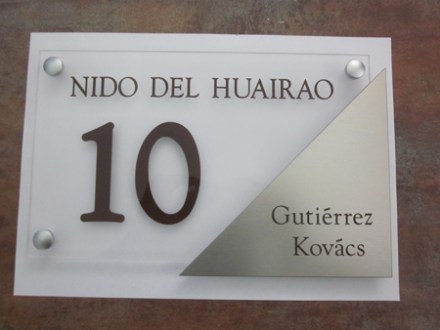 NIDO DEL HUAIRAO
10
Gutiérrez
Kovács